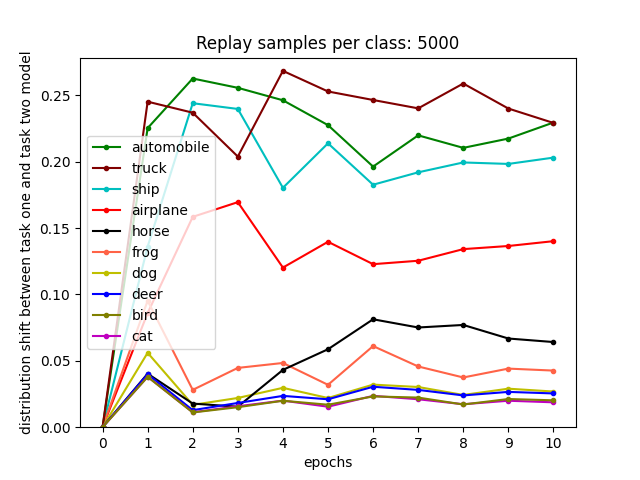 Replay samples per class: 5000
distribution shift between task one and task two model
0.25
0.20
0.15
0.10
0.05
0.00
automobile
truck
ship
airplane
horse
frog
dog
deer
bird
cat
0 1 2 3 4 5 6 7 8 9 10
epochs